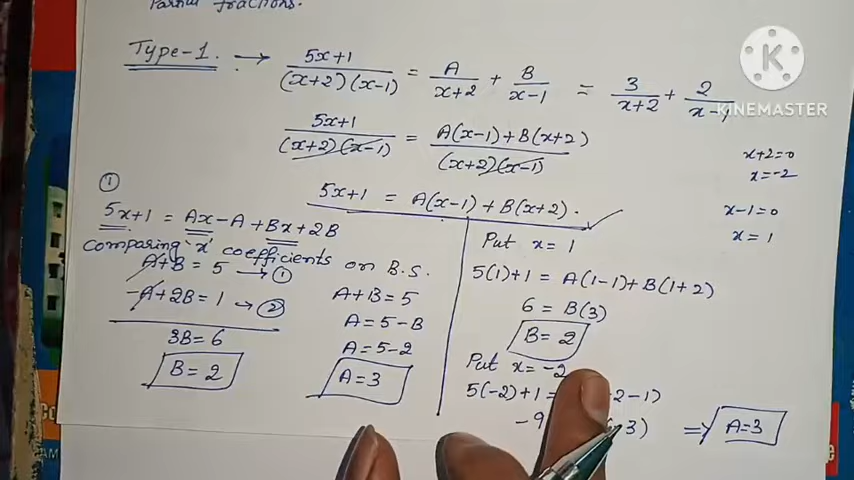 Partial fractions.
Type-1. → 5x+1/(x+2)(x-1) = A/x+2 + B/x-1 = 3/x+2 + 2/x-1
5x+1/(x+2)(x-1) = A(x-1)+B(x+2)/(x+2)(x-1)
5x+1 = A(x-1)+B(x+2).
x+2=0
x=-2
x-1=0
x=1
①
5x+1 = Ax-A+Bx+2B
Comparing 'x' coefficients on B.S.
A+B=5 → ①
-A+2B=1 → ②
3B=6
B=2
A+B=5
A=5-B
A=5-2
A=3
Put x=1
5(1)+1 = A(1-1)+B(1+2)
6 = B(3)
B=2
Put x=-2
5(-2)+1 = -2-1)
-9 3) ⇒ A=3
K
KINEMASTER